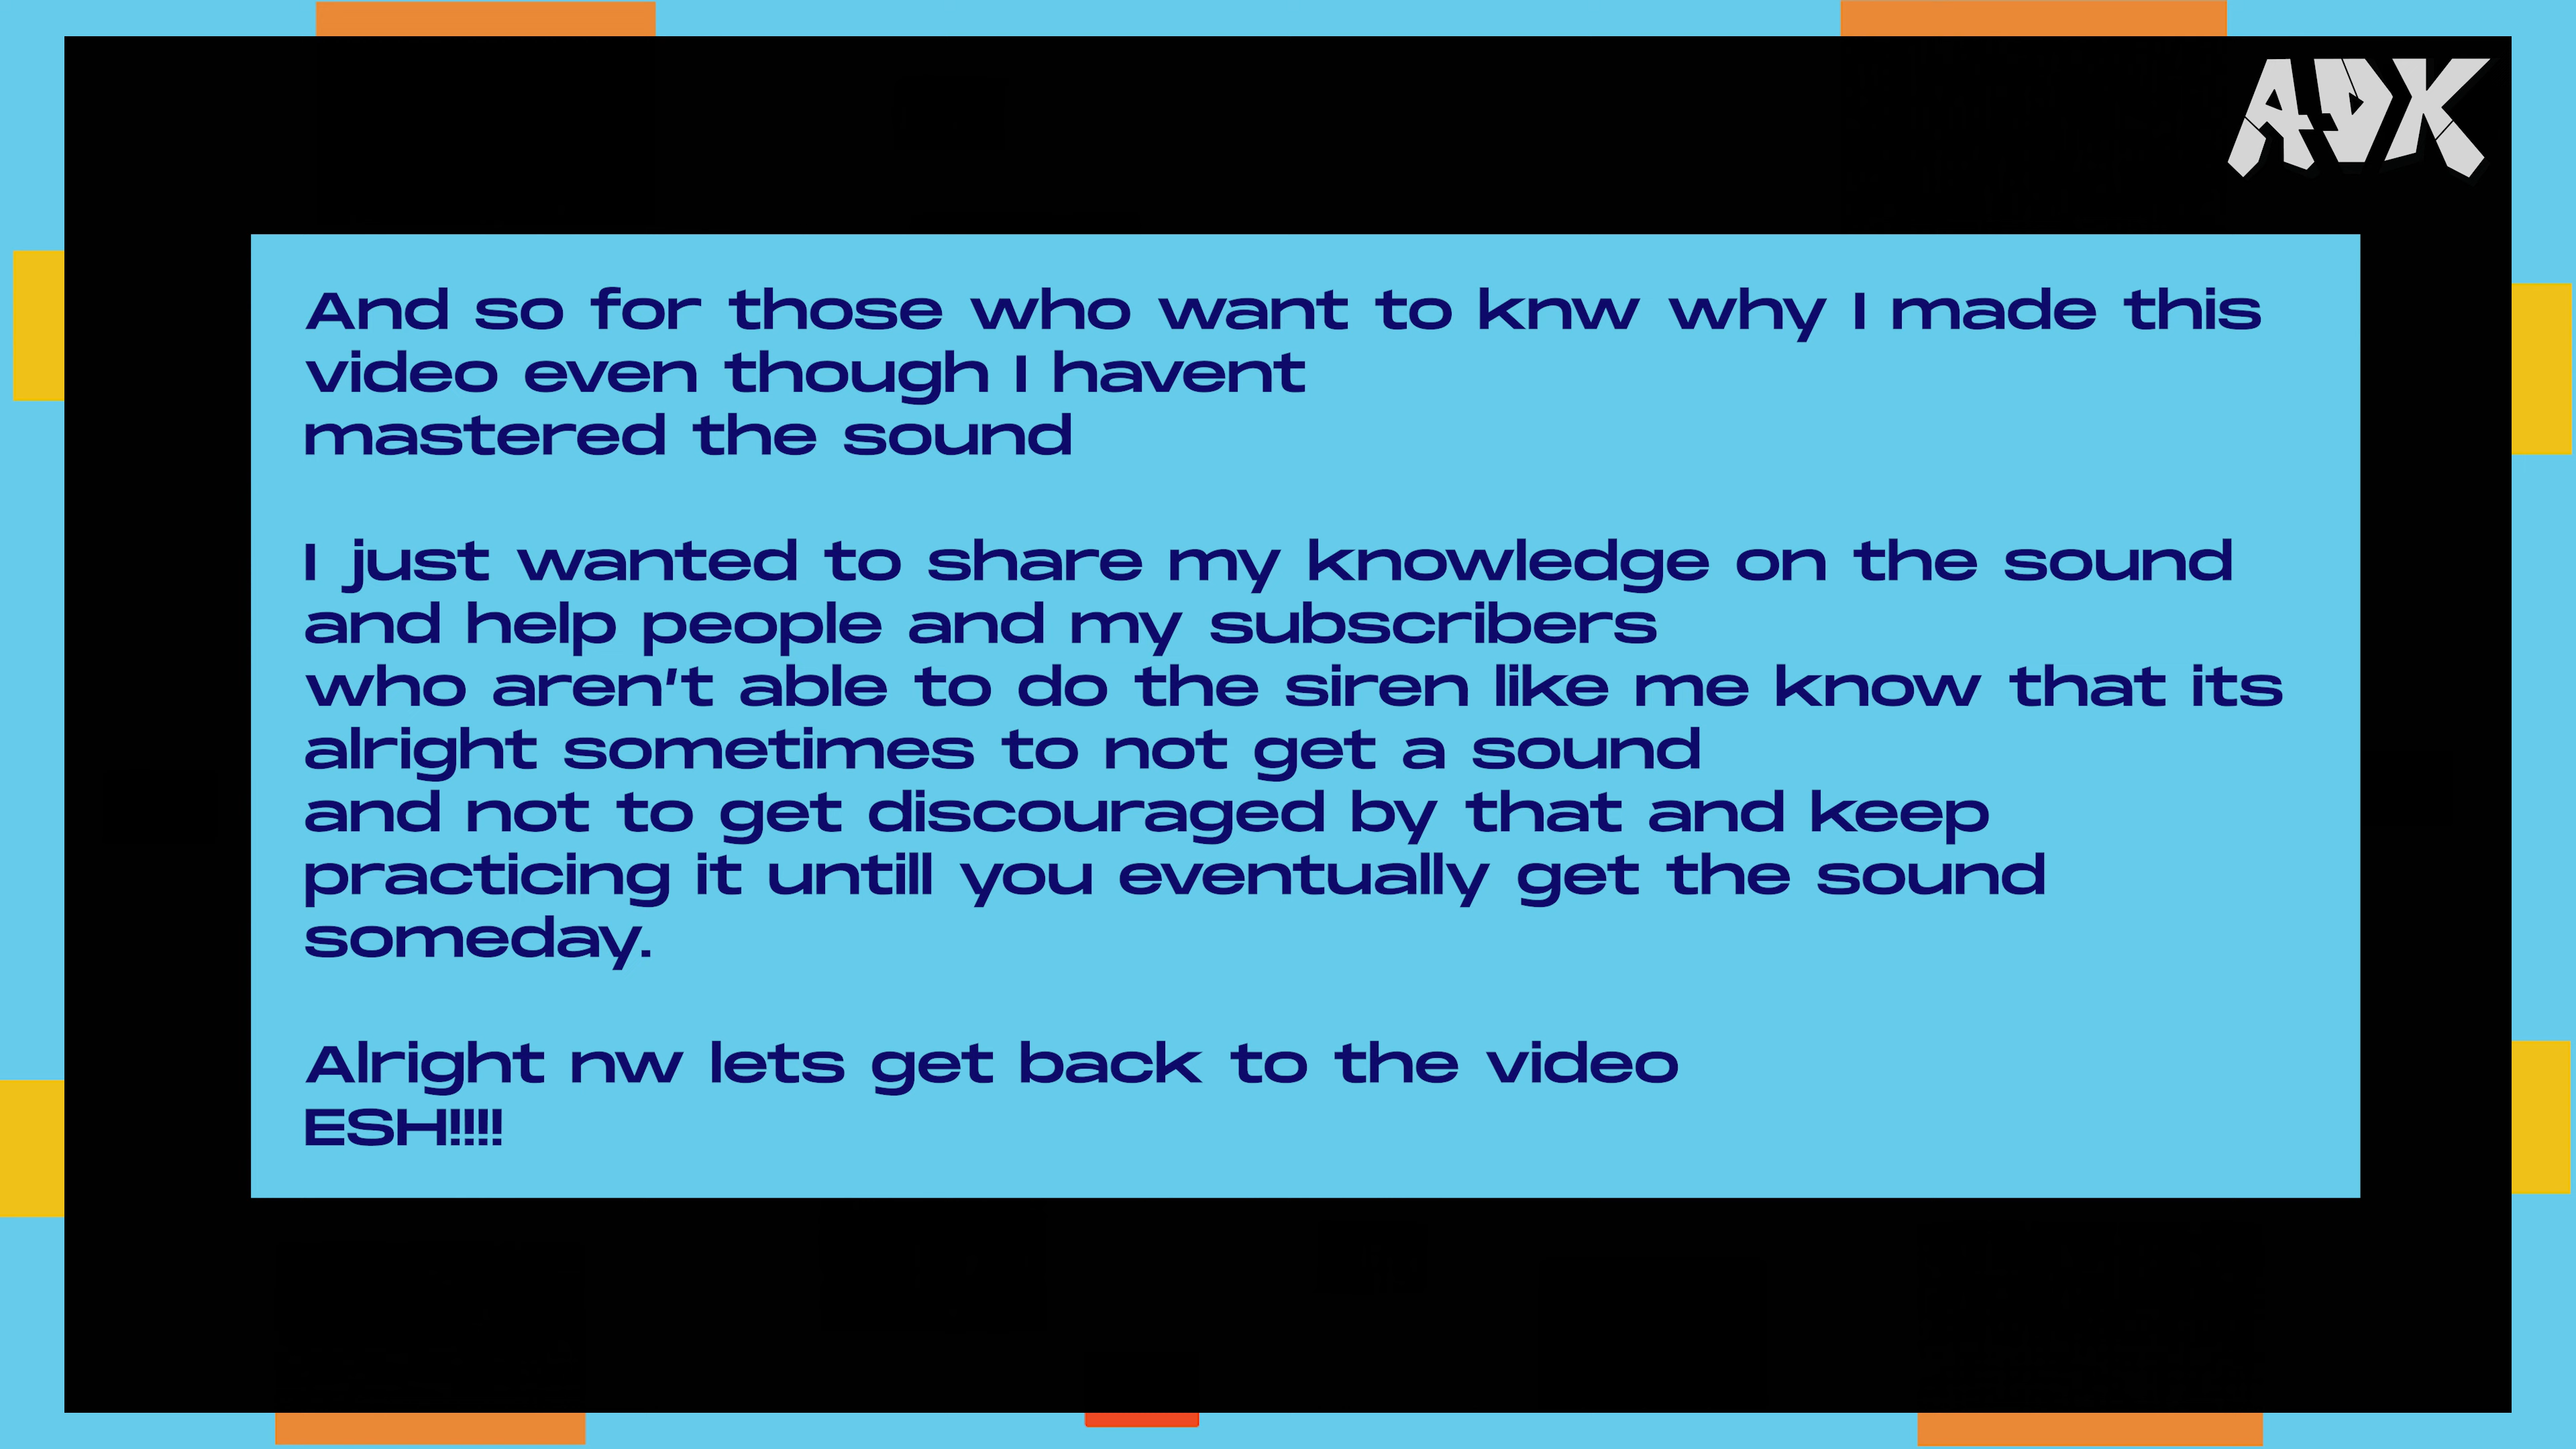 ADK
And so for those who want to knw why I made this
video even though I havent
mastered the sound
I just wanted to share my knowledge on the sound
and help people and my subscribers
who aren't able to do the siren like me know that its
alright sometimes to not get a sound
and not to get discouraged by that and keep
practicing it untill you eventually get the sound
someday.
Alright nw lets get back to the video
ESH!!!!!